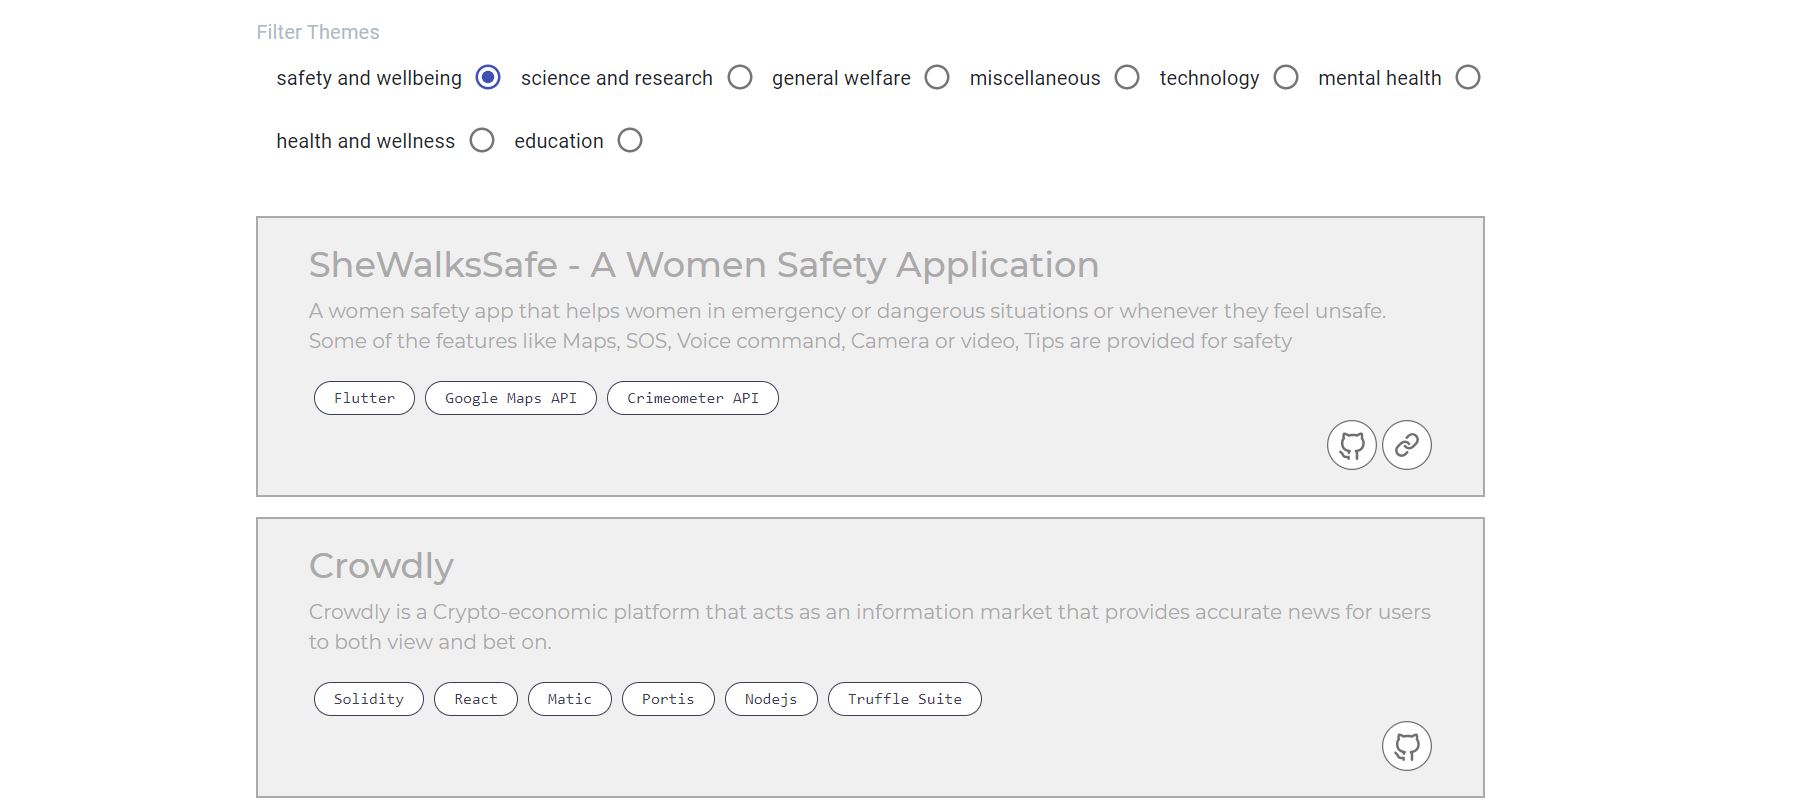 Filter Themes
safety and wellbeing science and research general welfare miscellaneous technology mental health
health and wellness education
SheWalksSafe - A Women Safety Application
A women safety app that helps women in emergency or dangerous situations or whenever they feel unsafe.
Some of the features like Maps, SOS, Voice command, Camera or video, Tips are provided for safety
Flutter Google Maps API Crimeometer API
Crowdly
Crowdly is a Crypto-economic platform that acts as an information market that provides accurate news for users
to both view and bet on.
Solidity React Matic Portis Nodejs Truffle Suite